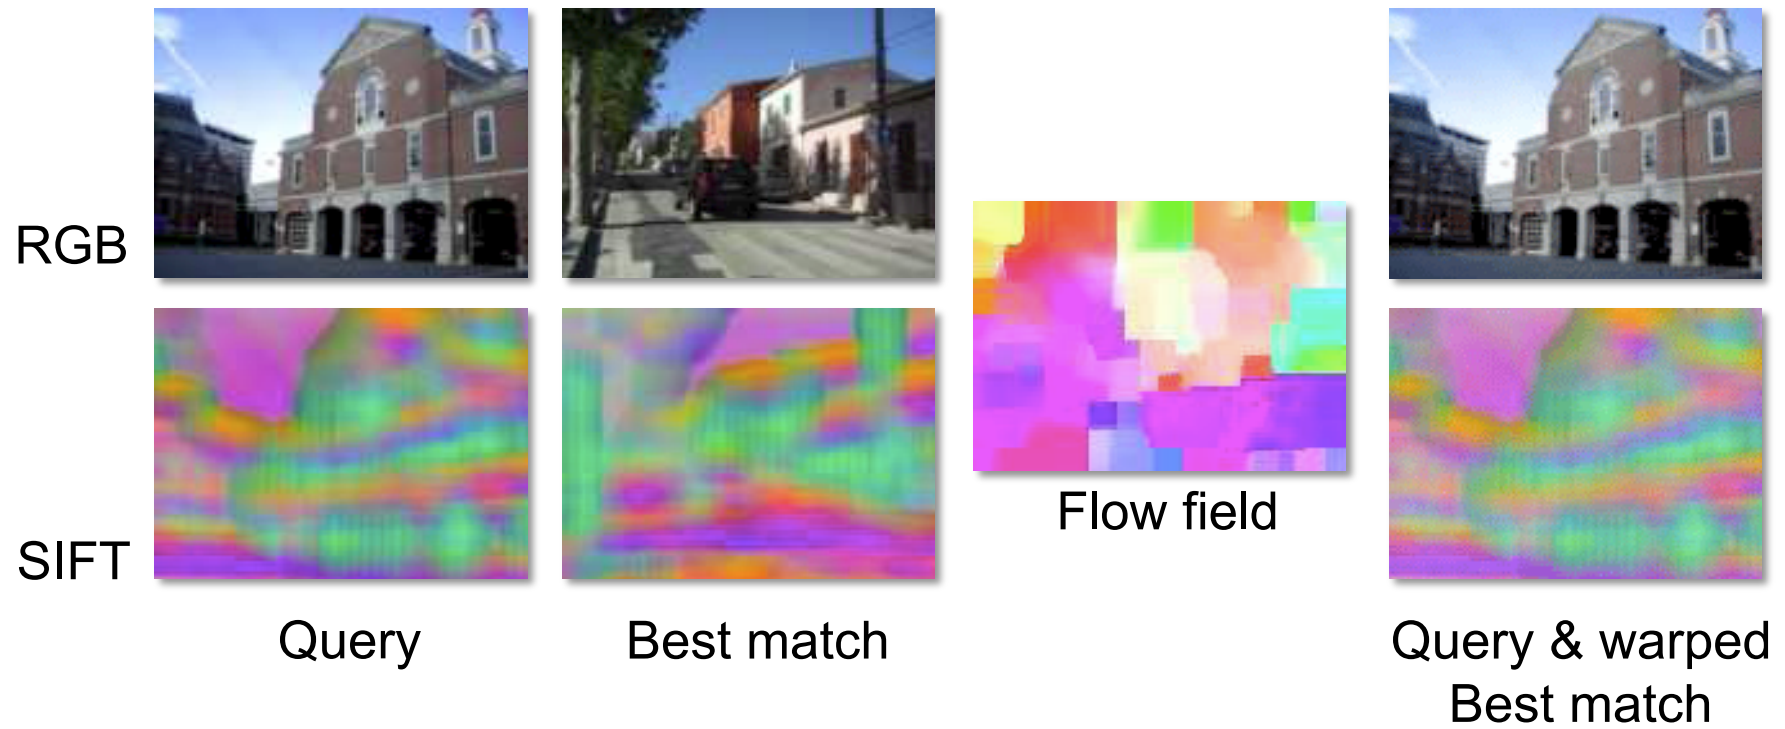 RGB
Flow field
SIFT
Query
Best match
Query & warped
Best match